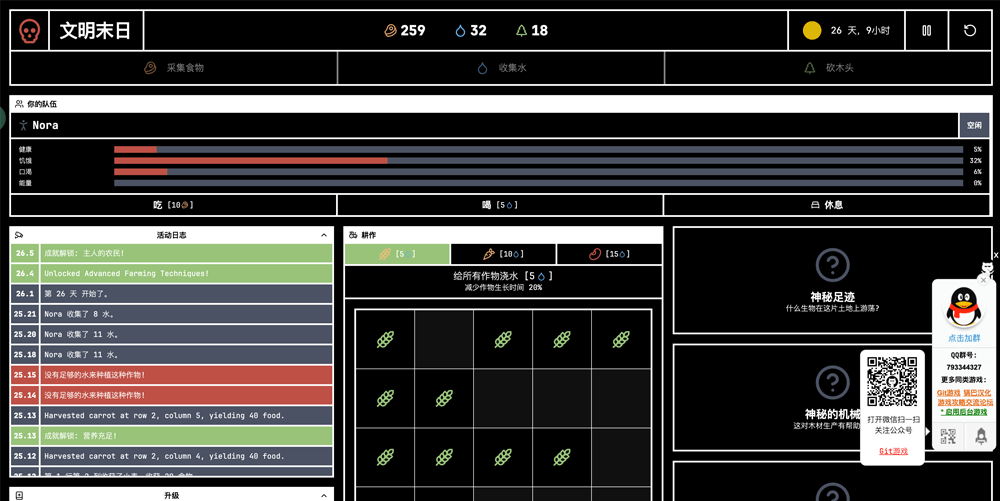 文明末日
259
32
18
26 天, 9小时
采集食物
收集水
砍木头
你的队伍
Nora
空闲
健康
5%
饥饿
32%
口渴
6%
能量
0%
吃 [10]
喝 [5]
休息
活动日志
26.5 成就解锁: 主人的农民!
26.4 Unlocked Advanced Farming Techniques!
26.1 第 26 天 开始了。
25.21 Nora 收集了 8 水。
25.20 Nora 收集了 11 水。
25.18 Nora 收集了 11 水。
25.15 没有足够的水来种植这种作物!
25.14 没有足够的水来种植这种作物!
25.13 Harvested carrot at row 2, column 5, yielding 40 food.
25.13 成就解锁: 营养充足!
25.12 Harvested carrot at row 2, column 4, yielding 40 food.
升级
耕作
[5]
[10]
[15]
给所有作物浇水 [5]
减少作物生长时间 20%
神秘足迹
什么生物在这片土地上游荡?
神秘的机械
这对木材生产有帮助
x
点击加群
QQ群号:
793344327
更多同类游戏:
Git游戏 锅巴汉化
游戏攻略交流论坛
* 启用后台游戏
打开微信扫一扫
关注公众号
Git游戏